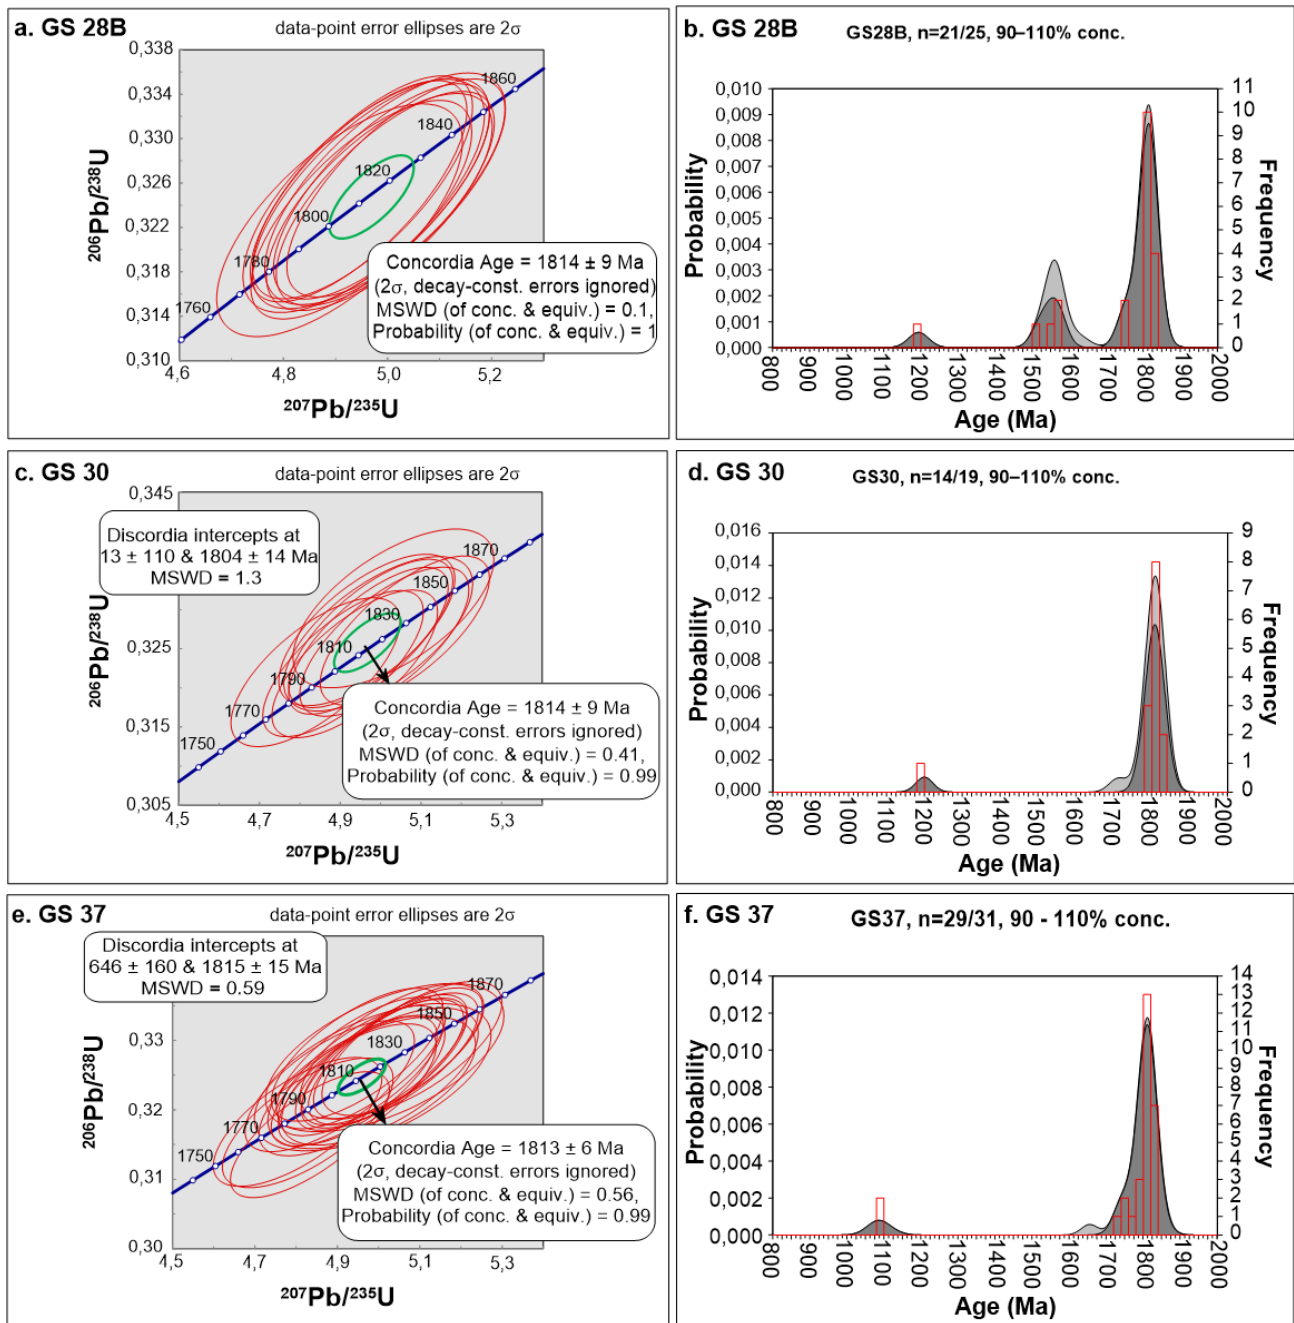 a. GS 28B
data-point error ellipses are 2σ
0,338
0,334
0,330
0,326
0,322
0,318
0,314
0,310
206Pb/238U
1860
1840
1820
1800
1780
1760
Concordia Age = 1814 ± 9 Ma
(2σ, decay-const. errors ignored)
MSWD (of conc. & equiv.) = 0.1,
Probability (of conc. & equiv.) = 1
4,6 4,8 5,0 5,2
207Pb/235U
b. GS 28B
GS28B, n=21/25, 90–110% conc.
0,010
0,009
0,008
0,007
0,006
0,005
0,004
0,003
0,002
0,001
0,000
Probability
11
10
9
8
7
6
5
4
3
2
1
0
Frequency
800 900 1000 1100 1200 1300 1400 1500 1600 1700 1800 1900 2000
Age (Ma)
c. GS 30
data-point error ellipses are 2σ
0,345
0,325
0,315
0,305
206Pb/238U
Discordia intercepts at
13 ± 110 & 1804 ± 14 Ma
MSWD = 1.3
1870
1850
1830
1810
1790
1770
1750
Concordia Age = 1814 ± 9 Ma
(2σ, decay-const. errors ignored)
MSWD (of conc. & equiv.) = 0.41,
Probability (of conc. & equiv.) = 0.99
4,5 4,7 4,9 5,1 5,3
207Pb/235U
d. GS 30
GS30, n=14/19, 90–110% conc.
0,016
0,014
0,012
0,010
0,008
0,006
0,004
0,002
0,000
Probability
9
8
7
6
5
4
3
2
1
0
Frequency
800 900 1000 1100 1200 1300 1400 1500 1600 1700 1800 1900 2000
Age (Ma)
e. GS 37
data-point error ellipses are 2σ
Discordia intercepts at
646 ± 160 & 1815 ± 15 Ma
MSWD = 0.59
0,33
0,32
0,31
0,30
206Pb/238U
1870
1850
1830
1810
1790
1770
1750
Concordia Age = 1813 ± 6 Ma
(2σ, decay-const. errors ignored)
MSWD (of conc. & equiv.) = 0.56,
Probability (of conc. & equiv.) = 0.99
4,5 4,7 4,9 5,1 5,3
207Pb/235U
f. GS 37
GS37, n=29/31, 90 - 110% conc.
0,014
0,012
0,010
0,008
0,006
0,004
0,002
0,000
Probability
14
13
12
11
10
9
8
7
6
5
4
3
2
1
0
Frequency
800 900 1000 1100 1200 1300 1400 1500 1600 1700 1800 1900 2000
Age (Ma)